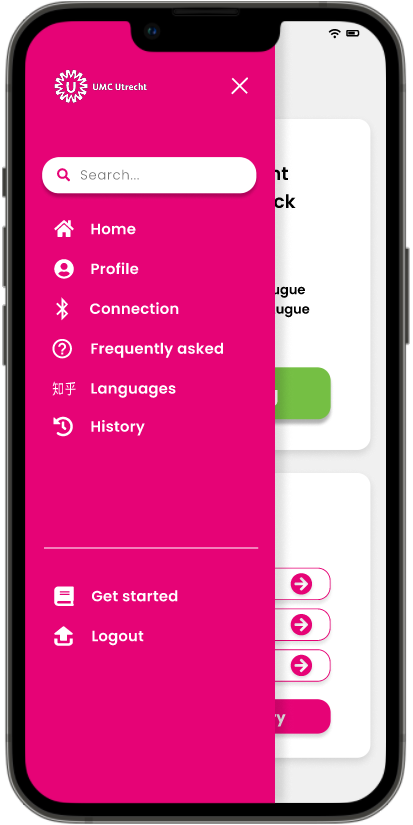 U UMC Utrecht
Search...
Home
Profile
Connection
Frequently asked
知乎 Languages
History
Get started
Logout
nt
ck
ugue
ugue
y